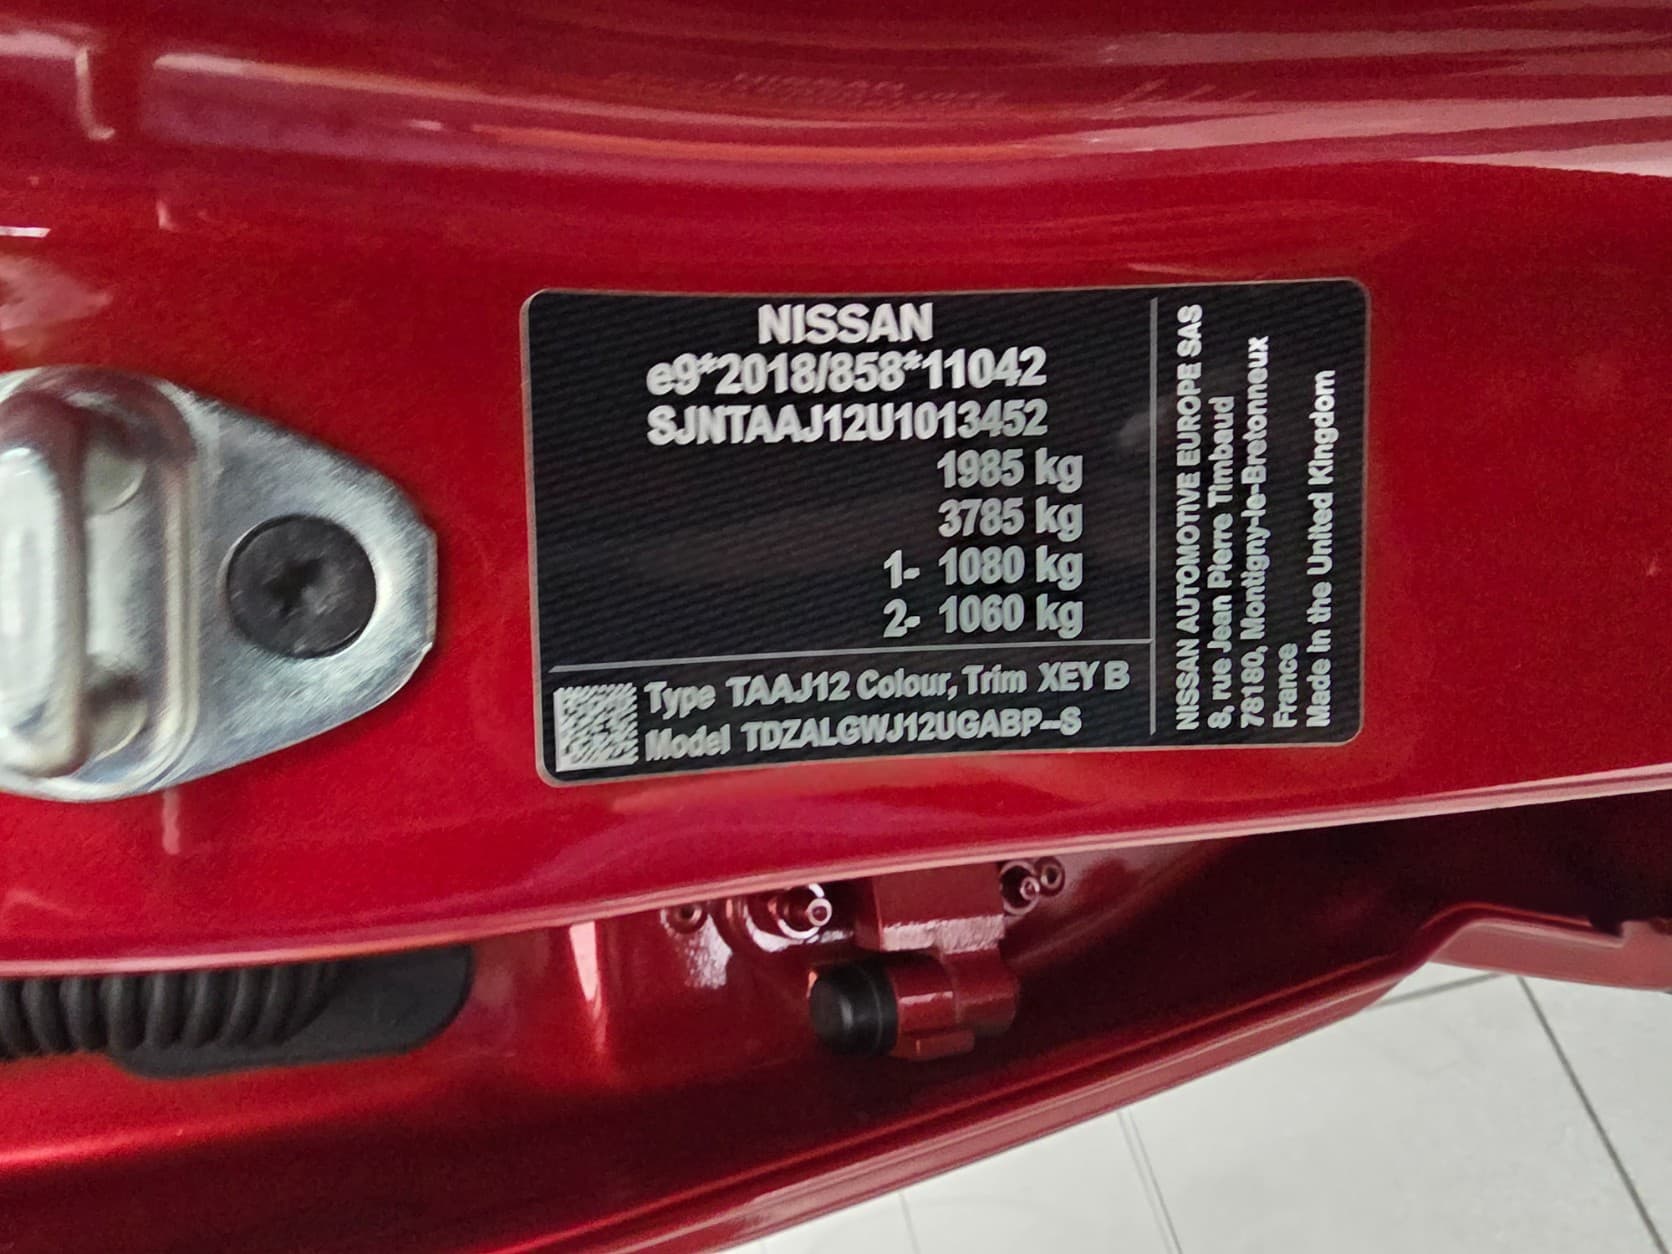 NISSAN
e9*2018/858*11042
SJNTAAJ12U1013452
1985 kg
3785 kg
1- 1080 kg
2- 1060 kg
Type TAAJ12 Colour, Trim XEY B
Model TDZALGWJ12UGABP--S
NISSAN AUTOMOTIVE EUROPE SAS
8, rue Jean Pierre Timbaud
78180, Montigny-le-Bretonneux
France
Made in the United Kingdom